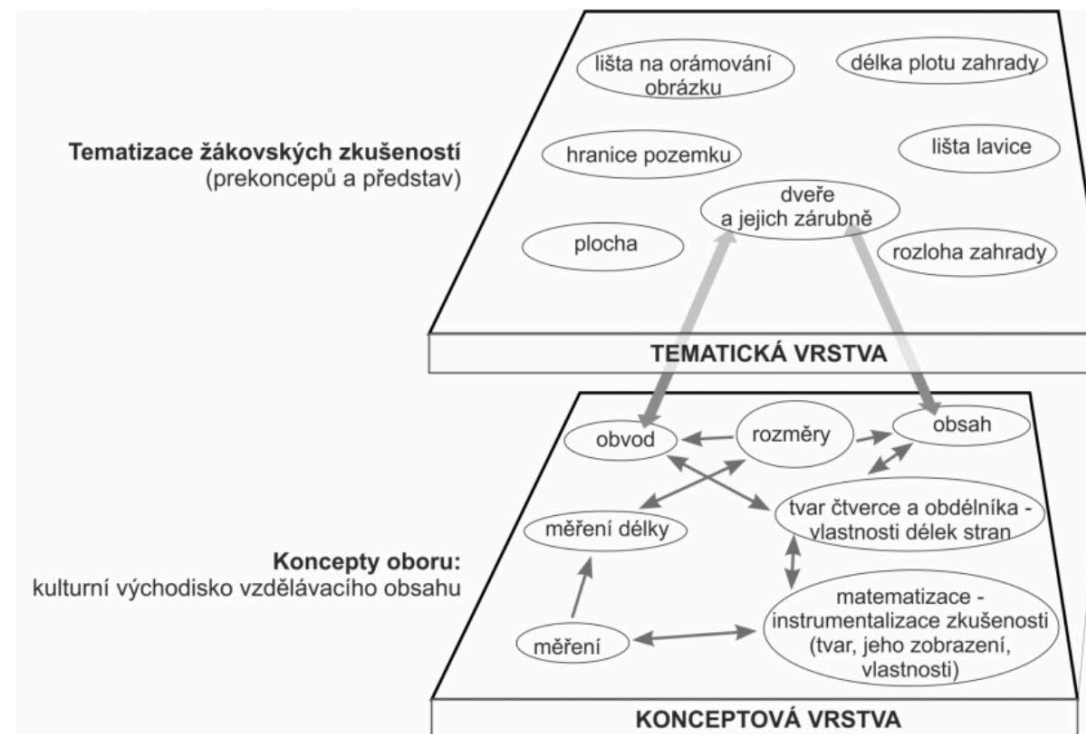 lišta na orámování
obrázku
délka plotu zahrady
Tematizace žákovských zkušeností
(prekoncepů a představ)
hranice pozemku
lišta lavice
dveře
a jejich zárubně
plocha
rozloha zahrady
TEMATICKÁ VRSTVA
obvod
rozměry
obsah
měření délky
tvar čtverce a obdélníka -
vlastnosti délek stran
Koncepty oboru:
kulturní východisko vzdělávacího obsahu
matematizace -
instrumentalizace zkušenosti
(tvar, jeho zobrazení,
vlastnosti)
měření
KONCEPTOVÁ VRSTVA